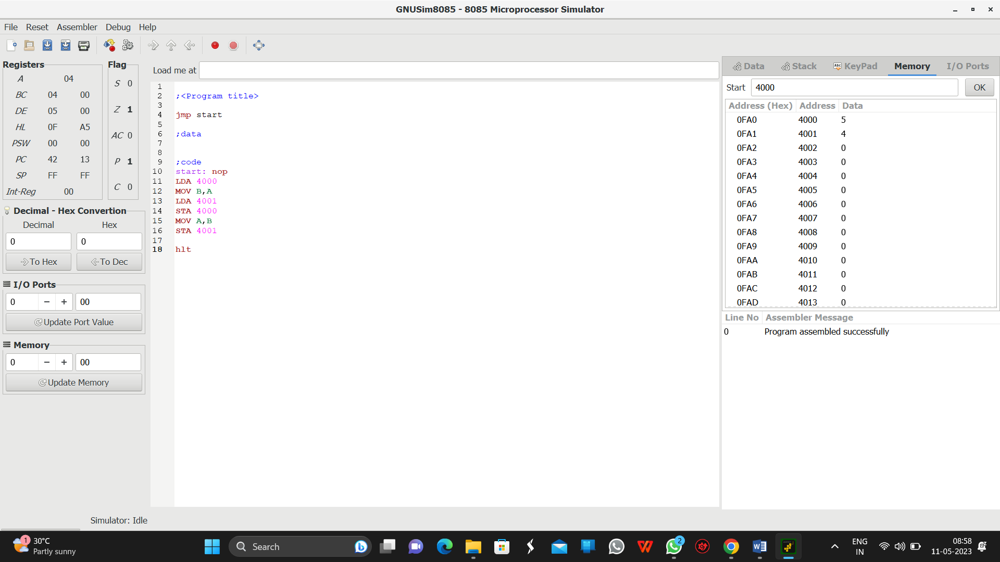 GNUSim8085 - 8085 Microprocessor Simulator
File Reset Assembler Debug Help
Registers
A 04
BC 04 00
DE 05 00
HL 0F A5
PSW 00 00
PC 42 13
SP FF FF
Int-Reg 00
Flag
S 0
Z 1
AC 0
P 1
C 0
Decimal - Hex Convertion
Decimal Hex
0 0
To Hex To Dec
I/O Ports
0 − + 00
Update Port Value
Memory
0 − + 00
Update Memory
Load me at
1
2 ;<Program title>
3
4 jmp start
5
6 ;data
7
8
9 ;code
10 start: nop
11 LDA 4000
12 MOV B,A
13 LDA 4001
14 STA 4000
15 MOV A,B
16 STA 4001
17
18 hlt
Data Stack Abc KeyPad Memory I/O Ports
Start 4000 OK
Address (Hex) Address Data
0FA0 4000 5
0FA1 4001 4
0FA2 4002 0
0FA3 4003 0
0FA4 4004 0
0FA5 4005 0
0FA6 4006 0
0FA7 4007 0
0FA8 4008 0
0FA9 4009 0
0FAA 4010 0
0FAB 4011 0
0FAC 4012 0
0FAD 4013 0
Line No Assembler Message
0 Program assembled successfully
Simulator: Idle
1 30°C
Partly sunny
Search
2
ENG
IN
08:58
11-05-2023